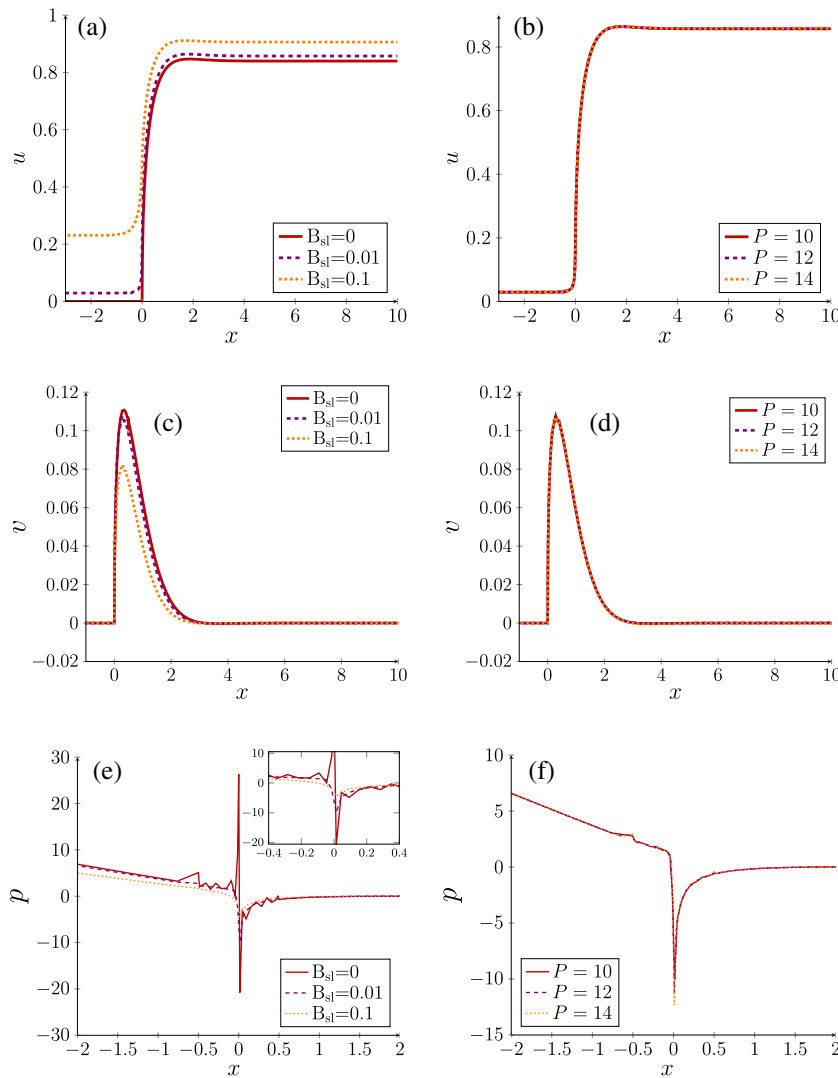 (a)
1
0.8
0.6
0.4
0.2
0
u
−2 0 2 4 6 8 10
x
B_sl=0
B_sl=0.01
B_sl=0.1
(b)
1
0.8
0.6
0.4
0.2
0
u
−2 0 2 4 6 8 10
x
P = 10
P = 12
P = 14
(c)
0.12
0.1
0.08
0.06
0.04
0.02
0
−0.02
v
0 2 4 6 8 10
x
B_sl=0
B_sl=0.01
B_sl=0.1
(d)
0.12
0.1
0.08
0.06
0.04
0.02
0
−0.02
v
0 2 4 6 8 10
x
P = 10
P = 12
P = 14
(e)
30
20
10
0
−10
−20
−30
p
−2 −1.5 −1 −0.5 0 0.5 1 1.5 2
x
10
0
−10
−20
−0.4 −0.2 0 0.2 0.4
B_sl=0
B_sl=0.01
B_sl=0.1
(f)
10
5
0
−5
−10
−15
p
−2 −1.5 −1 −0.5 0 0.5 1 1.5 2
x
P = 10
P = 12
P = 14